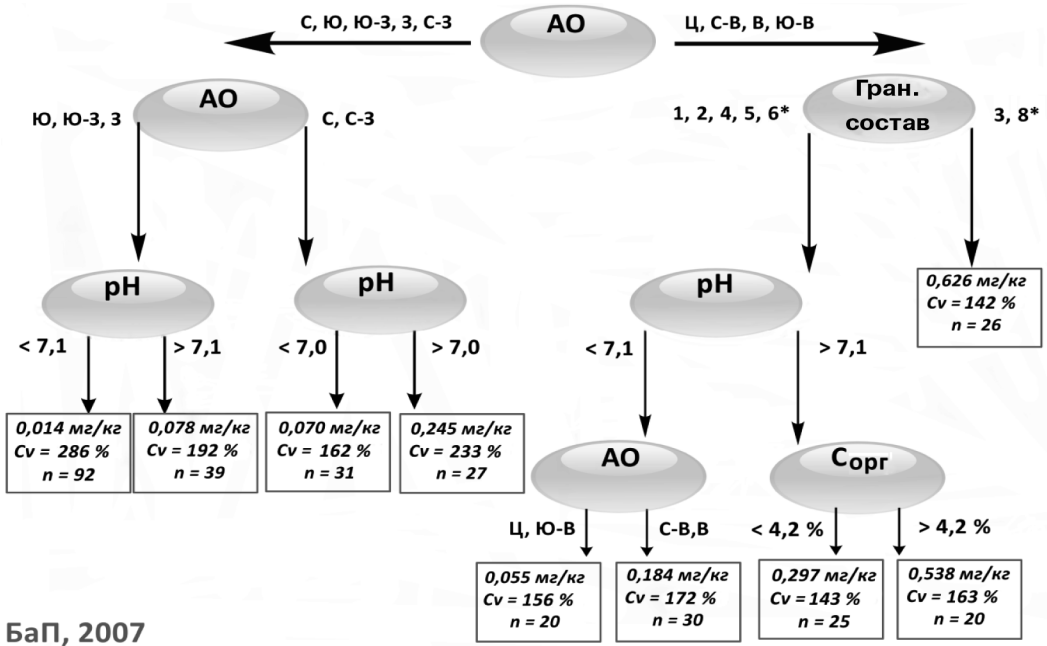 С, Ю, Ю-З, З, С-З
АО
Ц, С-В, В, Ю-В
АО
Ю, Ю-З, З
С, С-З
Гран.
состав
1, 2, 4, 5, 6*
3, 8*
рН
< 7,1
> 7,1
рН
< 7,0
> 7,0
рН
< 7,1
> 7,1
0,626 мг/кг
Cv = 142 %
n = 26
0,014 мг/кг
Cv = 286 %
n = 92
0,078 мг/кг
Cv = 192 %
n = 39
0,070 мг/кг
Cv = 162 %
n = 31
0,245 мг/кг
Cv = 233 %
n = 27
АО
Ц, Ю-В
С-В,В
Сорг
< 4,2 %
> 4,2 %
0,055 мг/кг
Cv = 156 %
n = 20
0,184 мг/кг
Cv = 172 %
n = 30
0,297 мг/кг
Cv = 143 %
n = 25
0,538 мг/кг
Cv = 163 %
n = 20
БаП, 2007